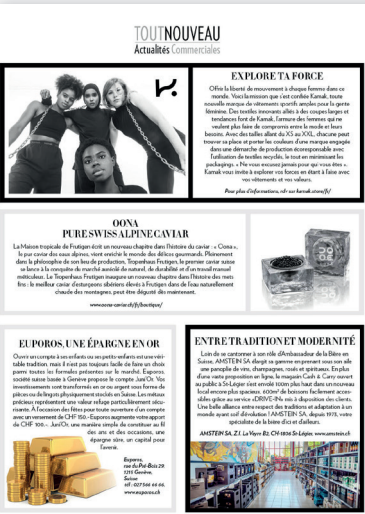 TOUTNOUVEAU
Actualités Commerciales
EXPLORE TA FORCE
Offrir la liberté de mouvement à chaque femme dans ce
monde. Voici la mission que s'est confiée Kamak, toute
nouvelle marque de vêtements sportifs amples pour la gente
féminine. Des textiles innovants alliés à des coupes larges et
tendances font de Kamak, l'armure des femmes qui ne
veulent plus faire de compromis entre la mode et leurs
besoins. Avec des tailles allant du XS au XXL, chacune peut
trouver sa place et porter les couleurs d'une marque engagée
dans une démarche de production écoresponsable avec
l'utilisation de textiles recyclés, le tout en minimisant les
packagings. « Ne vous excusez jamais pour qui vous êtes ».
Kamak vous invite à explorer vos forces en étant à l'aise avec
vos vêtements et vos valeurs.
Pour plus d'informations, rdv sur kamak.store/fr/
OONA
PURE SWISS ALPINE CAVIAR
La Maison tropicale de Frutigen écrit un nouveau chapitre dans l'histoire du caviar : « Oona »,
le pur caviar des eaux alpines, vient enrichir le monde des délices gourmands. Pleinement
dans la philosophie de son lieu de production, Tropenhaus Frutigen, le premier caviar suisse
se lance à la conquête du marché auréolé de naturel, de durabilité et d'un travail manuel
méticuleux. Le Tropenhaus Frutigen inaugure un nouveau chapitre dans l'histoire des mets
fins : le meilleur caviar d'esturgeons sibériens élevés à Frutigen dans de l'eau naturellement
chaude des montagnes, peut être dégusté dès maintenant.
www.oona-caviar.ch/fr/boutique/
EUPOROS, UNE ÉPARGNE EN OR
Ouvrir un compte à ses enfants ou ses petits-enfants est une véri-
table tradition, mais il n'est pas toujours facile de faire un choix
parmi toutes les formules présentes sur le marché. Euporos,
société suisse basée à Genève propose le compte Juni'Or. Vos
investissements sont transformés en or ou argent sous forme de
pièces ou de lingots physiquement stockés en Suisse. Les métaux
précieux représentent une valeur refuge particulièrement sécu-
risante. À l'occasion des fêtes pour toute ouverture d'un compte
avec un versement de CHF 150.- Euporos augmente votre apport
de CHF 100.-. Juni'Or, une manière simple de constituer au fil
des ans et des occasions, une
épargne sûre, un capital pour
l'avenir.
Euporos,
rue du Pré-Bois 29,
1215 Genève,
Suisse
tél : 027 566 66 66.
www.euporos.ch
ENTRE TRADITION ET MODERNITÉ
Loin de se cantonner à son rôle d'Ambassadeur de la Bière en
Suisse, AMSTEIN SA élargit sa gamme en prenant sous son aile
une panoplie de vins, champagnes, rosés et spiritueux. En plus
d'une vaste proposition en ligne, le magasin Cash & Carry ouvert
au public à St-Légier s'est envolé 100m plus haut dans un nouveau
local encore plus spacieux. 600m² de boissons facilement acces-
sibles grâce au service «DRIVE-IN» mis à disposition des clients.
Une belle alliance entre respect des traditions et adaptation à un
monde ayant soif d'évolution ! AMSTEIN SA, depuis 1973, votre
spécialiste de la bière d'ici et d'ailleurs.
AMSTEIN SA, Z.I. La Veyre B2, CH-1806 St-Légier. www.amstein.ch